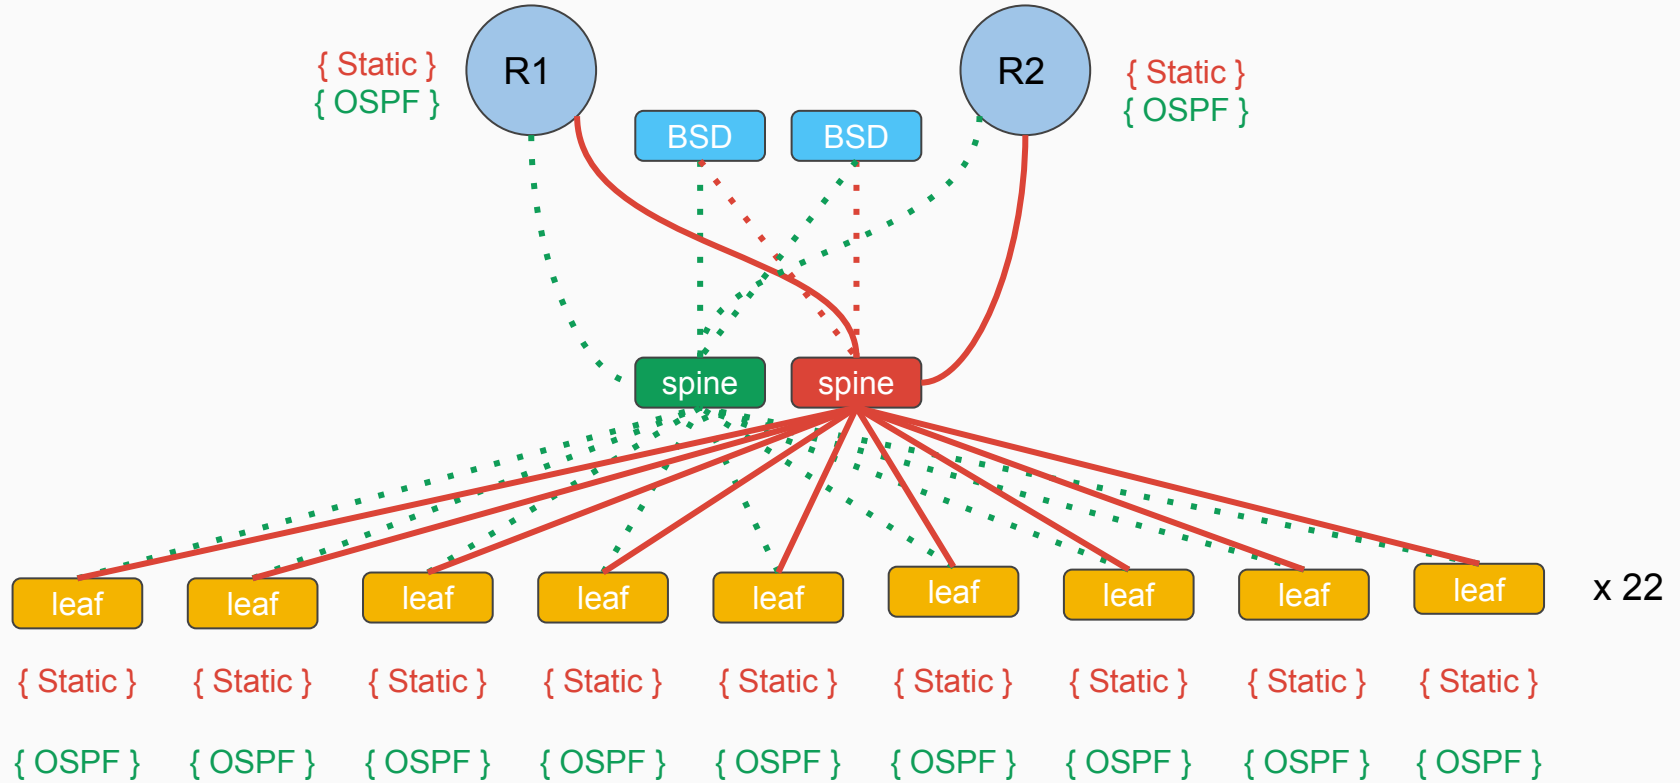 { Static }
{ OSPF }
R1
BSD
BSD
R2
{ Static }
{ OSPF }
spine
spine
leaf
leaf
leaf
leaf
leaf
leaf
leaf
leaf
leaf
x 22
{ Static }
{ Static }
{ Static }
{ Static }
{ Static }
{ Static }
{ Static }
{ Static }
{ Static }
{ OSPF }
{ OSPF }
{ OSPF }
{ OSPF }
{ OSPF }
{ OSPF }
{ OSPF }
{ OSPF }
{ OSPF }